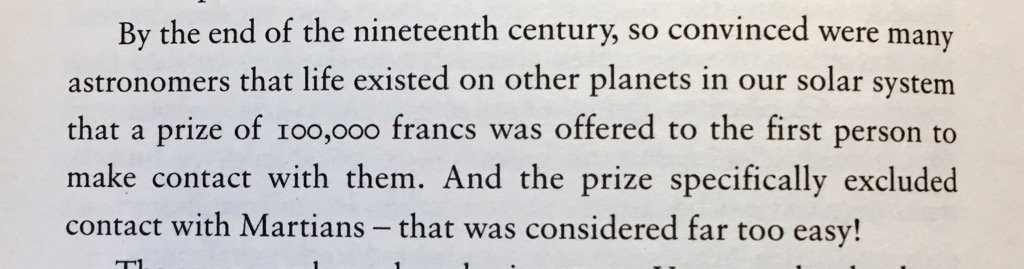 By the end of the nineteenth century, so convinced were many
astronomers that life existed on other planets in our solar system
that a prize of 100,000 francs was offered to the first person to
make contact with them. And the prize specifically excluded
contact with Martians – that was considered far too easy!